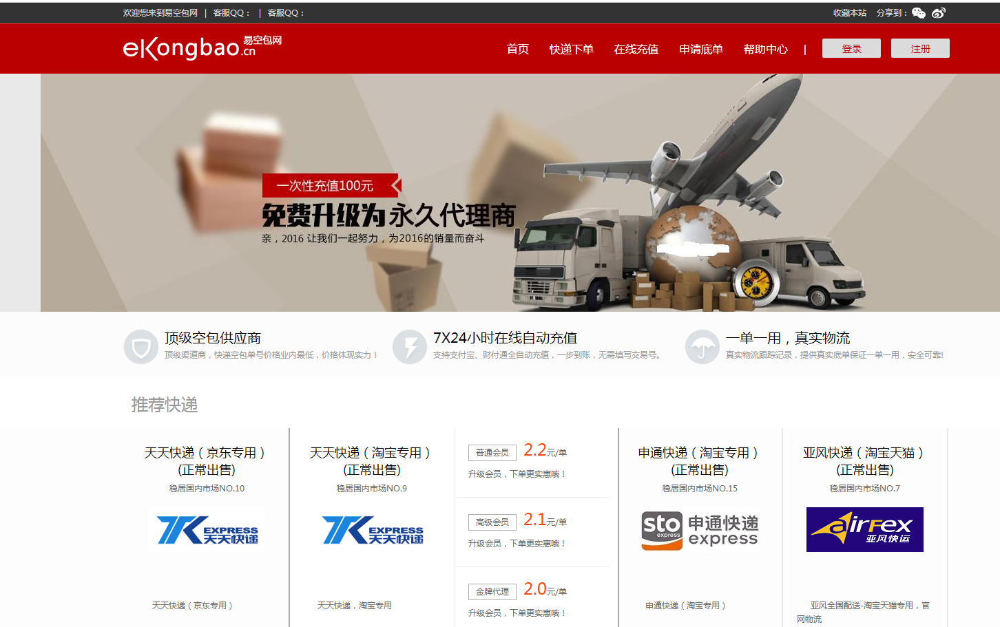 欢迎您来到易空包网 | 客服QQ： | 客服QQ：
收藏本站 分享到：
eKongbao.cn 易空包网
首页 快递下单 在线充值 申请底单 帮助中心 | 登录 注册
一次性充值100元
免费升级为永久代理商
亲，2016 让我们一起努力，为2016的销量而奋斗
顶级空包供应商
顶级渠道商，快递空包单号价格业内最低，价格体现实力！
7X24小时在线自动充值
支持支付宝、财付通全自动充值，一步到账，无需填写交易号。
一单一用，真实物流
真实物流跟踪记录，提供真实底单保证一单一用，安全可靠!
推荐快递
天天快递（京东专用）
(正常出售)
稳居国内市场NO.10
EXPRESS
天天快递
天天快递（京东专用）
天天快递（淘宝专用）
(正常出售)
稳居国内市场NO.9
EXPRESS
天天快递
天天快递，淘宝专用
普通会员 2.2元/单
升级会员，下单更实惠哦！
高级会员 2.1元/单
升级会员，下单更实惠哦！
金牌代理 2.0元/单
升级会员，下单更实惠哦！
申通快递（淘宝专用）
(正常出售)
稳居国内市场NO.15
sto express 申通快递
express
申通快递（淘宝专用）
亚风快递（淘宝天猫）
(正常出售)
稳居国内市场NO.7
airFex
亚风快运
亚风全国配送-淘宝天猫专用，官
网物流